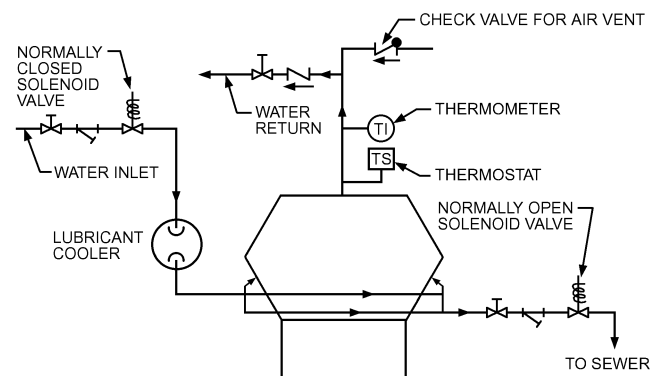 CHECK VALVE FOR AIR VENT
NORMALLY
CLOSED
SOLENOID
VALVE
WATER
RETURN
THERMOMETER
TI
TS
THERMOSTAT
WATER INLET
NORMALLY OPEN
SOLENOID VALVE
LUBRICANT
COOLER
TO SEWER